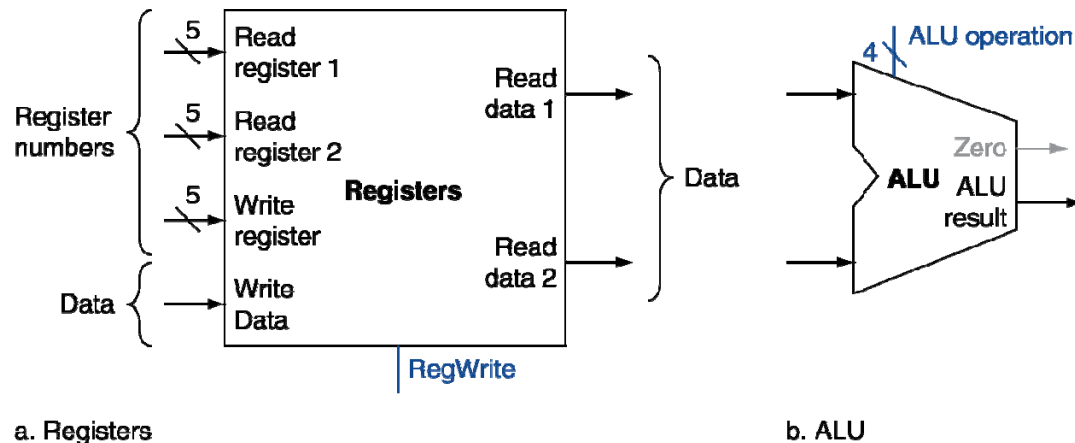 Register
numbers
Data
5
5
5
Read
register 1
Read
register 2
Write
register
Write
Data
Registers
Read
data 1
Read
data 2
RegWrite
Data
4
ALU operation
Zero
ALU
ALU
result
a. Registers
b. ALU